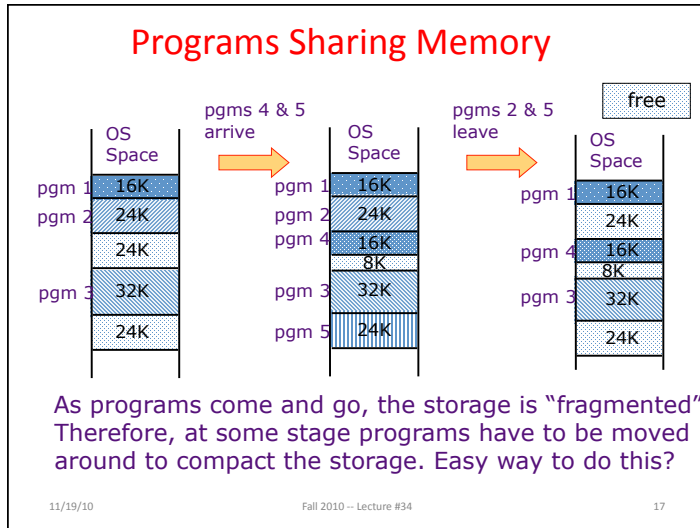 Programs Sharing Memory
free
pgms 4 & 5
arrive
pgms 2 & 5
leave
OS
Space
pgm 1
16K
pgm 2
24K
24K
pgm 3
32K
24K
OS
Space
pgm 1
16K
pgm 2
24K
pgm 4
16K
8K
pgm 3
32K
pgm 5
24K
OS
Space
pgm 1
16K
24K
pgm 4
16K
8K
pgm 3
32K
24K
As programs come and go, the storage is “fragmented”
Therefore, at some stage programs have to be moved
around to compact the storage. Easy way to do this?
11/19/10
Fall 2010 -- Lecture #34
17